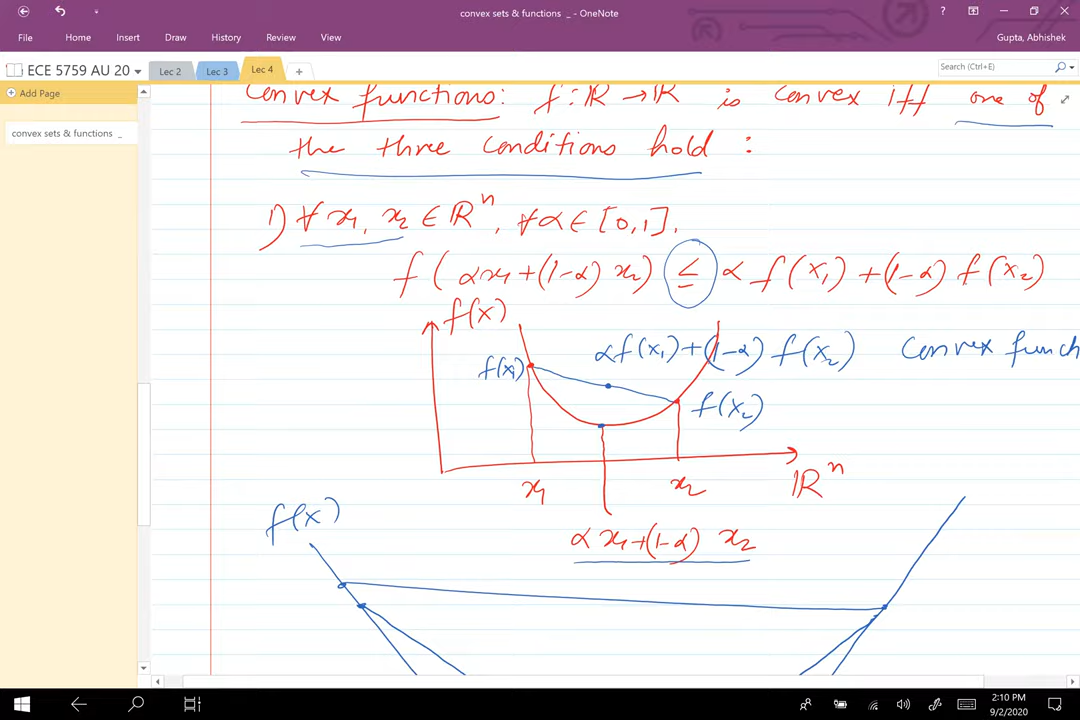 convex sets & functions _ - OneNote
Gupta, Abhishek
File Home Insert Draw History Review View
ECE 5759 AU 20
Lec 2 Lec 3 Lec 4 +
Search (Ctrl+E)
Add Page
convex sets & functions _
Convex functions: f: ℝ → ℝ is convex iff one of
the three conditions hold :
1) ∀ x₁, x₂ ∈ ℝⁿ, ∀ α ∈ [0,1],
f( αx₁+(1-α) x₂) ≤ α f(x₁) +(1-α) f(x₂)
f(x)
αf(x₁)+(1-α) f(x₂) Convex funch
f(x₁)
f(x₂)
x₁ x₂ ℝⁿ
αx₁+(1-α) x₂
f(x)
2:10 PM
9/2/2020